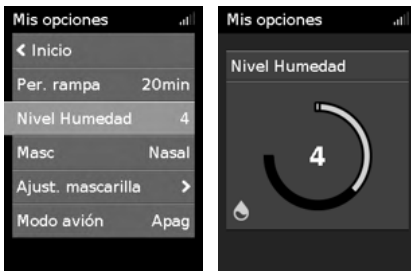 Mis opciones
Inicio
Per. rampa 20min
Nivel Humedad 4
Masc Nasal
Ajust. mascarilla
Modo avión Apag
Mis opciones
Nivel Humedad
4